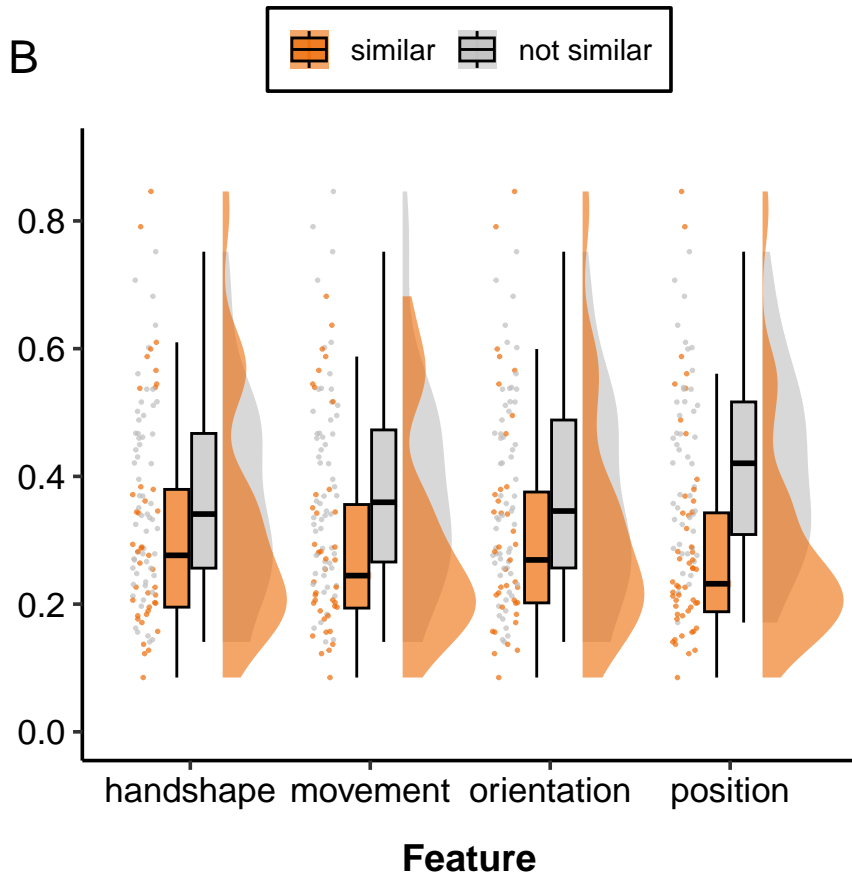 B
similar not similar
0.8
0.6
0.4
0.2
0.0
handshape movement orientation position
Feature